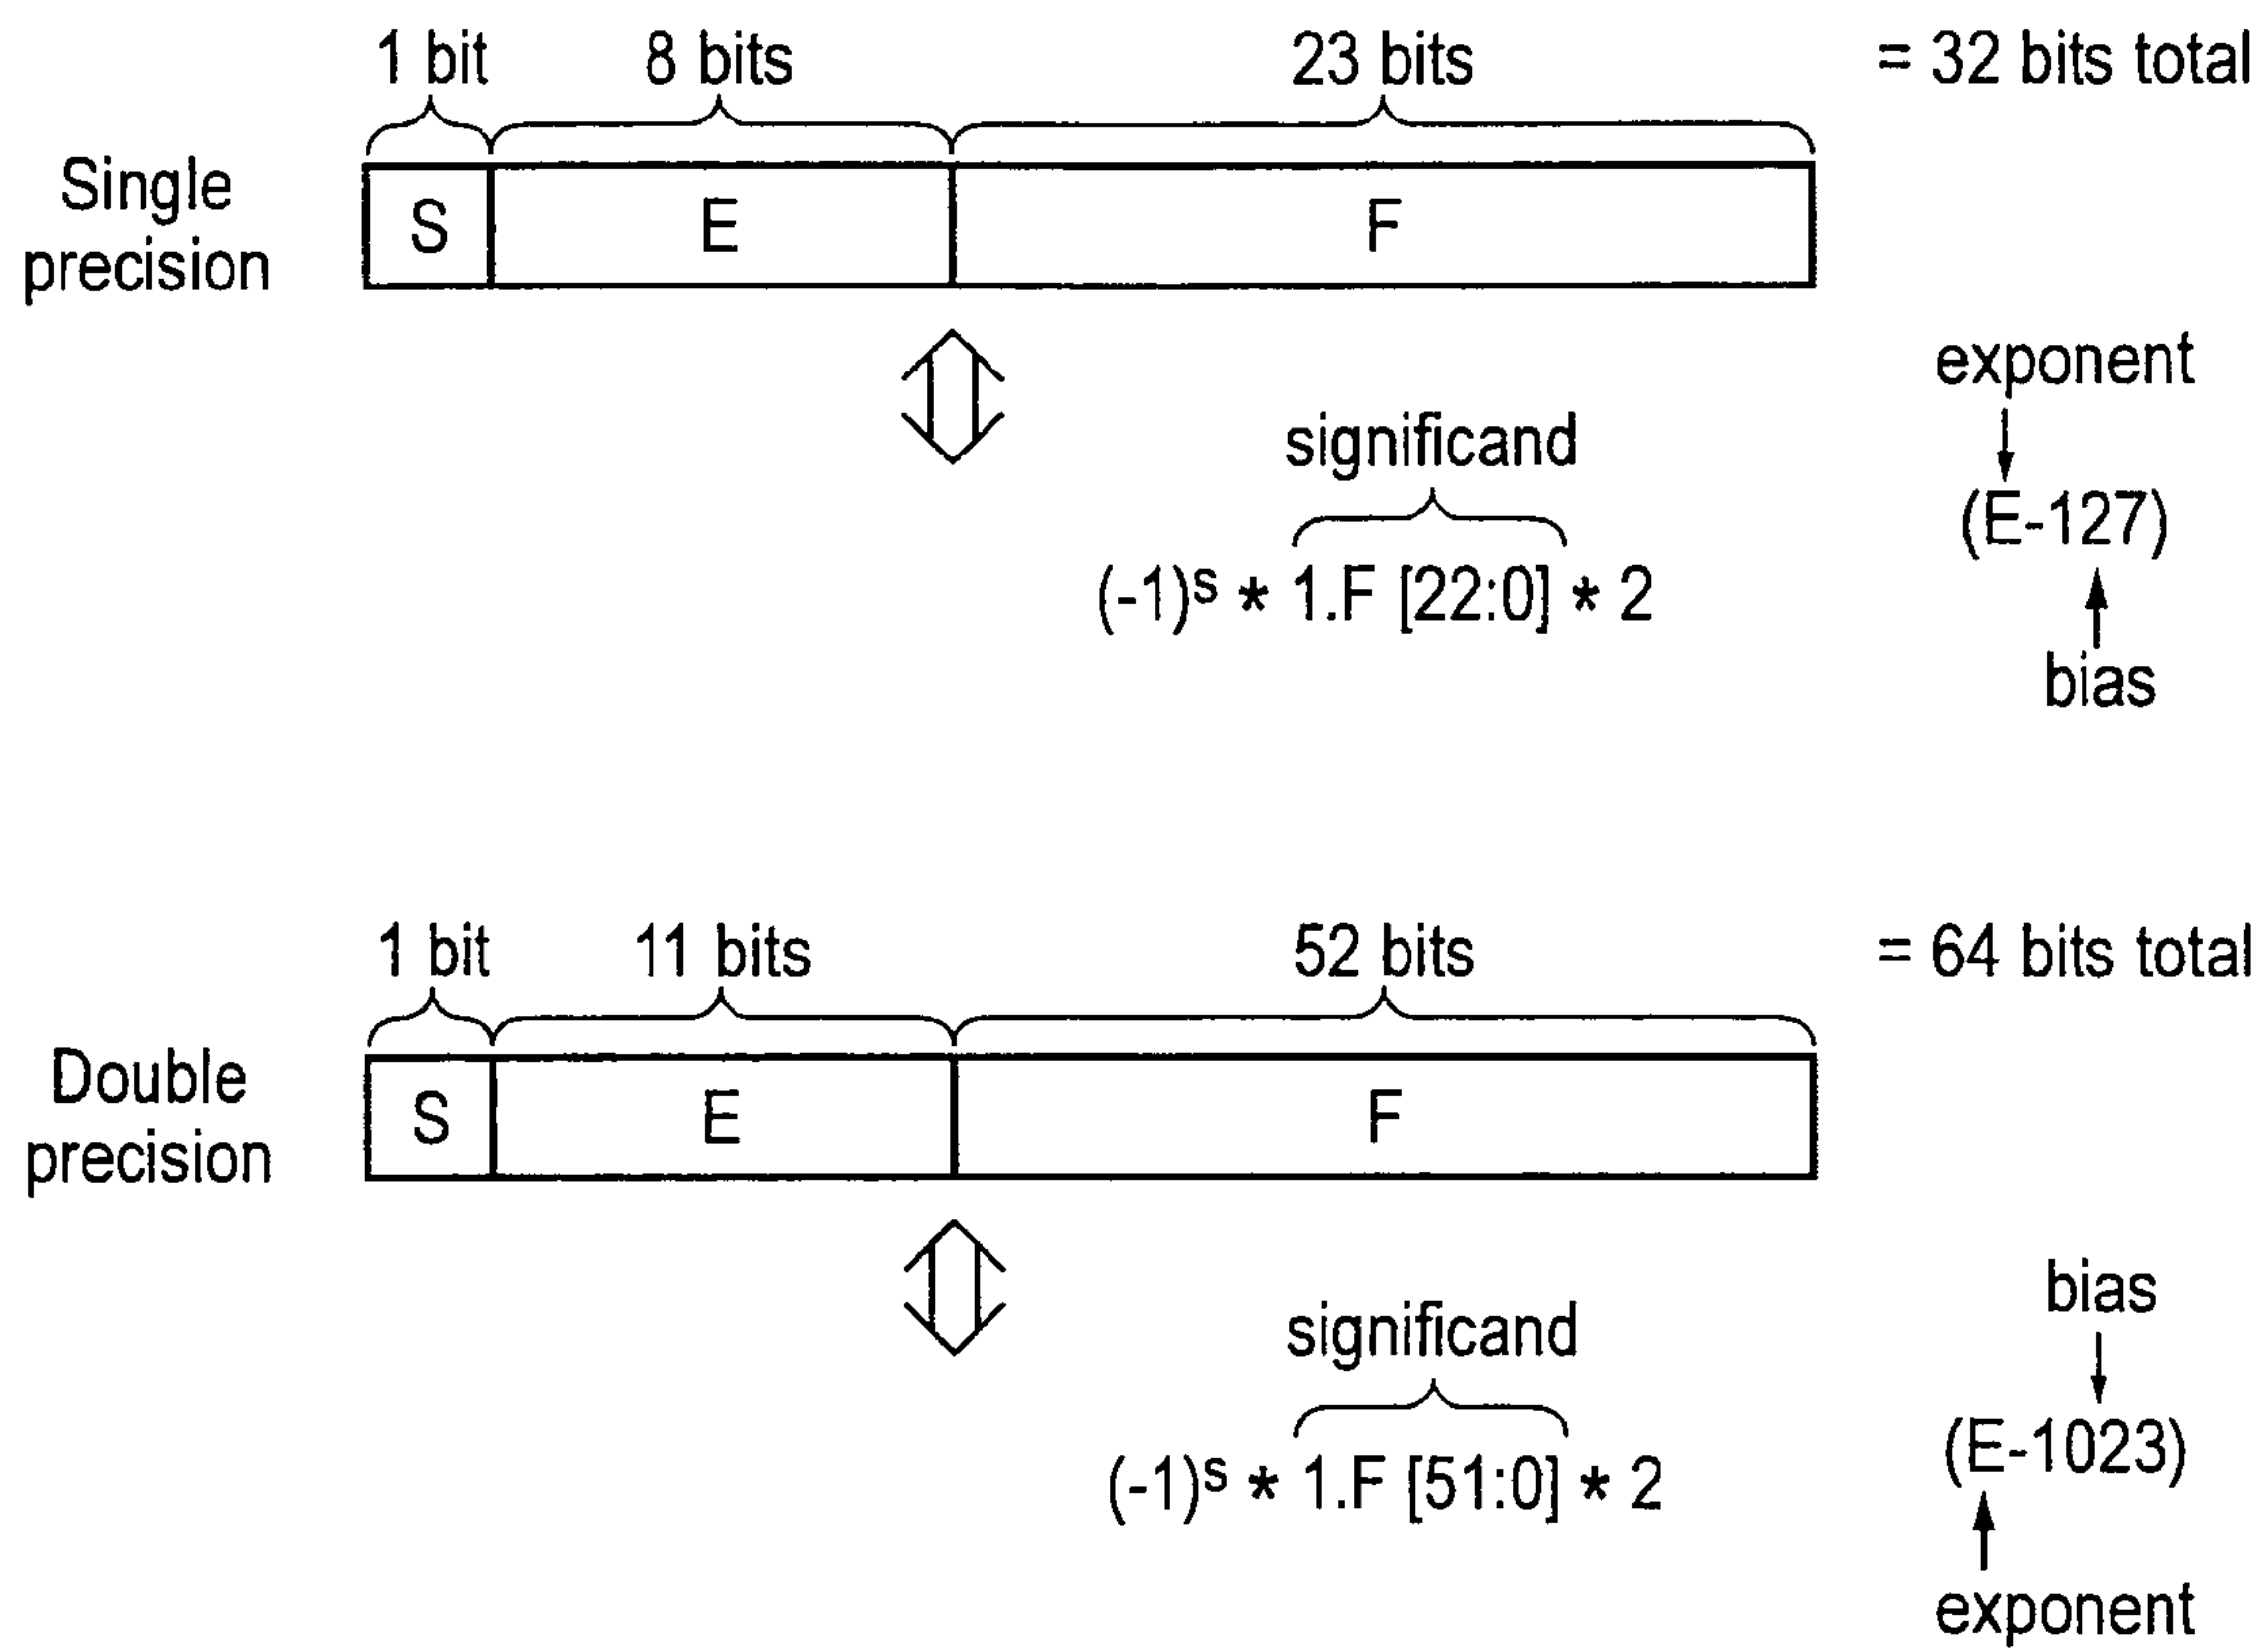 1 bit 8 bits 23 bits = 32 bits total
Single
precision
S E F
exponent
significand
(E-127)
(-1)s * 1.F [22:0] * 2
bias
1 bit 11 bits 52 bits = 64 bits total
Double
precision
S E F
bias
significand
(E-1023)
(-1)s * 1.F [51:0] * 2
exponent